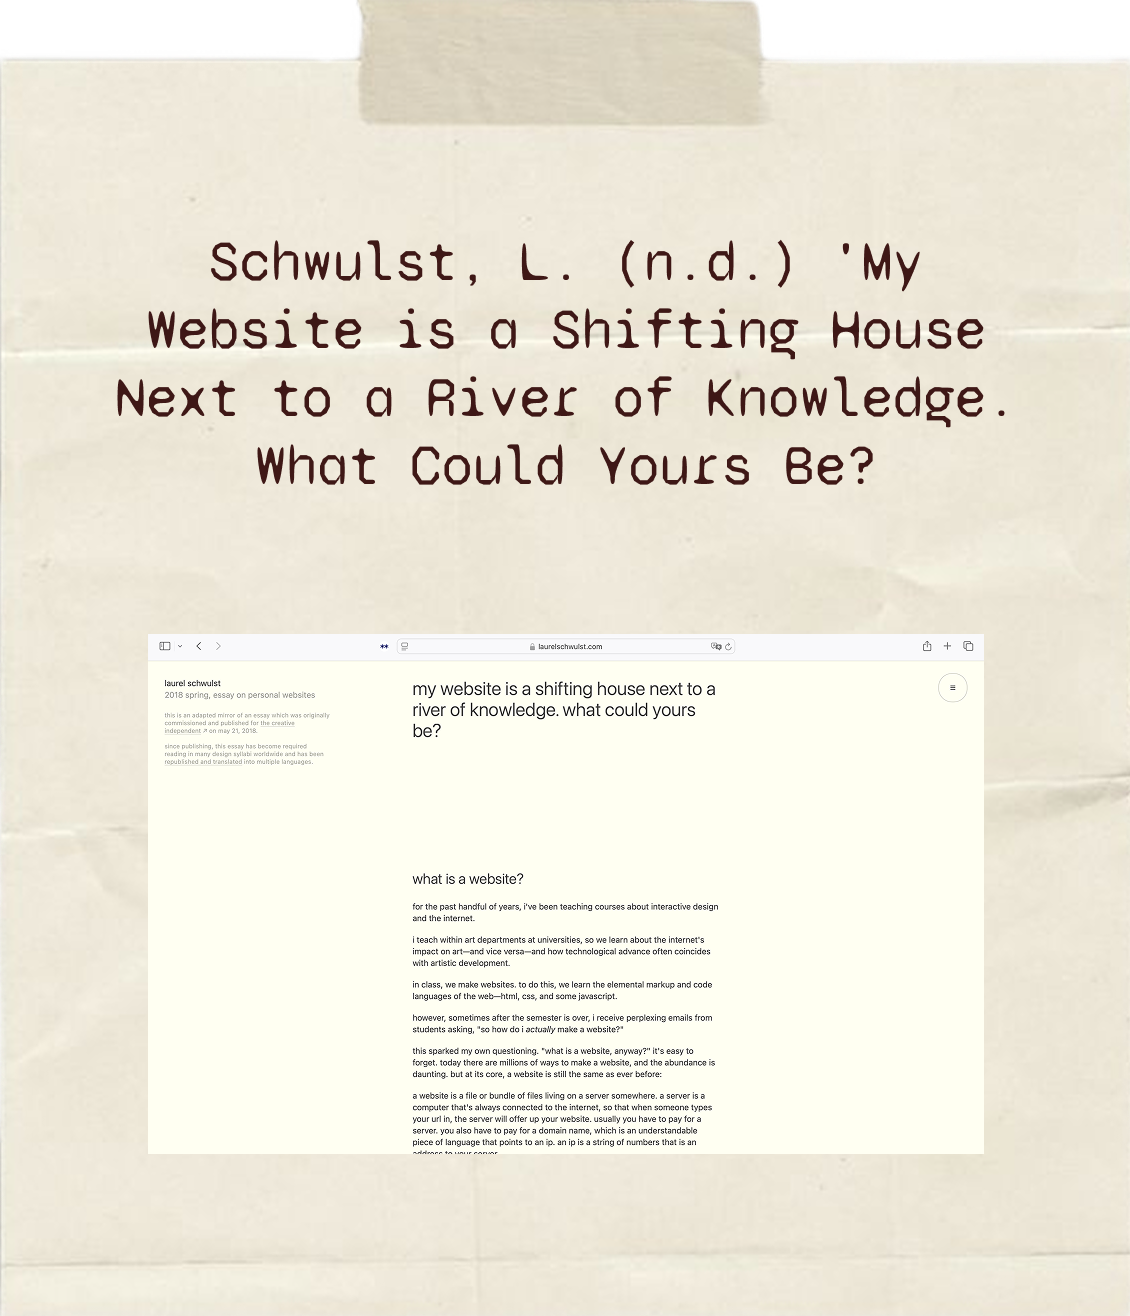 Schwulst, L. (n.d.) 'My
Website is a Shifting House
Next to a River of Knowledge.
What Could Yours Be?
laurelschwulst.com
laurel schwulst
2018 spring, essay on personal websites
this is an adapted mirror of an essay which was originally
commissioned and published for the creative
independent ↗ on may 21, 2018.
since publishing, this essay has become required
reading in many design syllabi worldwide and has been
republished and translated into multiple languages.
my website is a shifting house next to a
river of knowledge. what could yours
be?
what is a website?
for the past handful of years, i've been teaching courses about interactive design
and the internet.
i teach within art departments at universities, so we learn about the internet's
impact on art—and vice versa—and how technological advance often coincides
with artistic development.
in class, we make websites. to do this, we learn the elemental markup and code
languages of the web—html, css, and some javascript.
however, sometimes after the semester is over, i receive perplexing emails from
students asking, "so how do i actually make a website?"
this sparked my own questioning. "what is a website, anyway?" it's easy to
forget. today there are millions of ways to make a website, and the abundance is
daunting. but at its core, a website is still the same as ever before:
a website is a file or bundle of files living on a server somewhere. a server is a
computer that's always connected to the internet, so that when someone types
your url in, the server will offer up your website. usually you have to pay for a
server. you also have to pay for a domain name, which is an understandable
piece of language that points to an ip. an ip is a string of numbers that is an
address to your server.